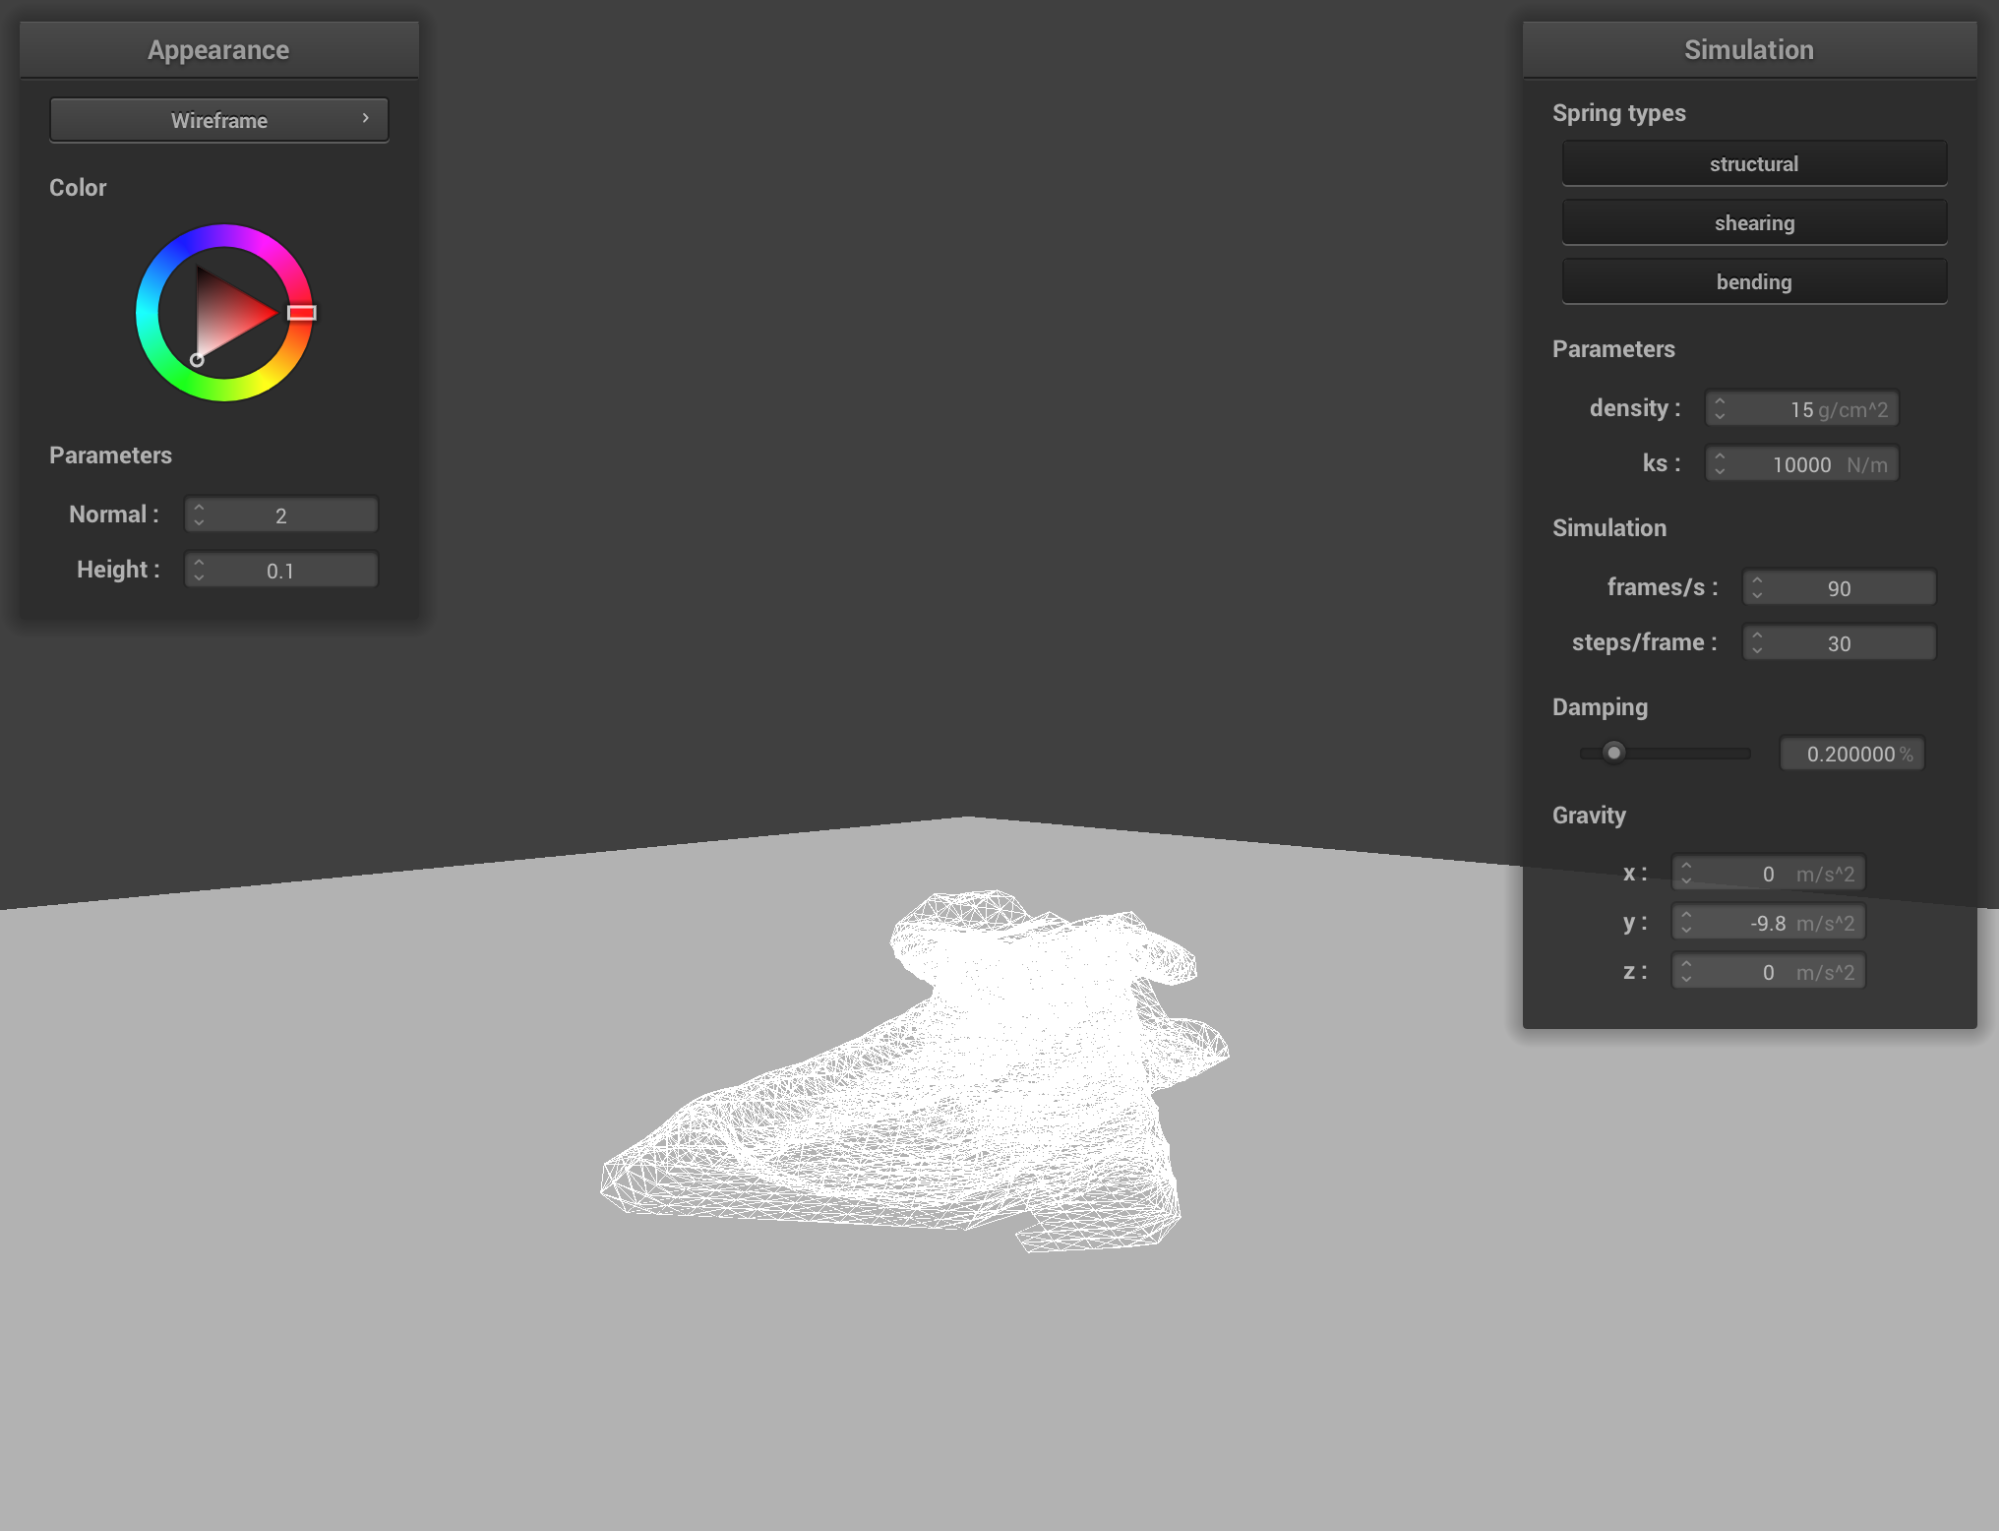 Appearance
Wireframe
Color
Parameters
Normal : 2
Height : 0.1
Simulation
Spring types
structural
shearing
bending
Parameters
density : 15 g/cm^2
ks : 10000 N/m
Simulation
frames/s : 90
steps/frame : 30
Damping
0.200000 %
Gravity
x : 0 m/s^2
y : -9.8 m/s^2
z : 0 m/s^2